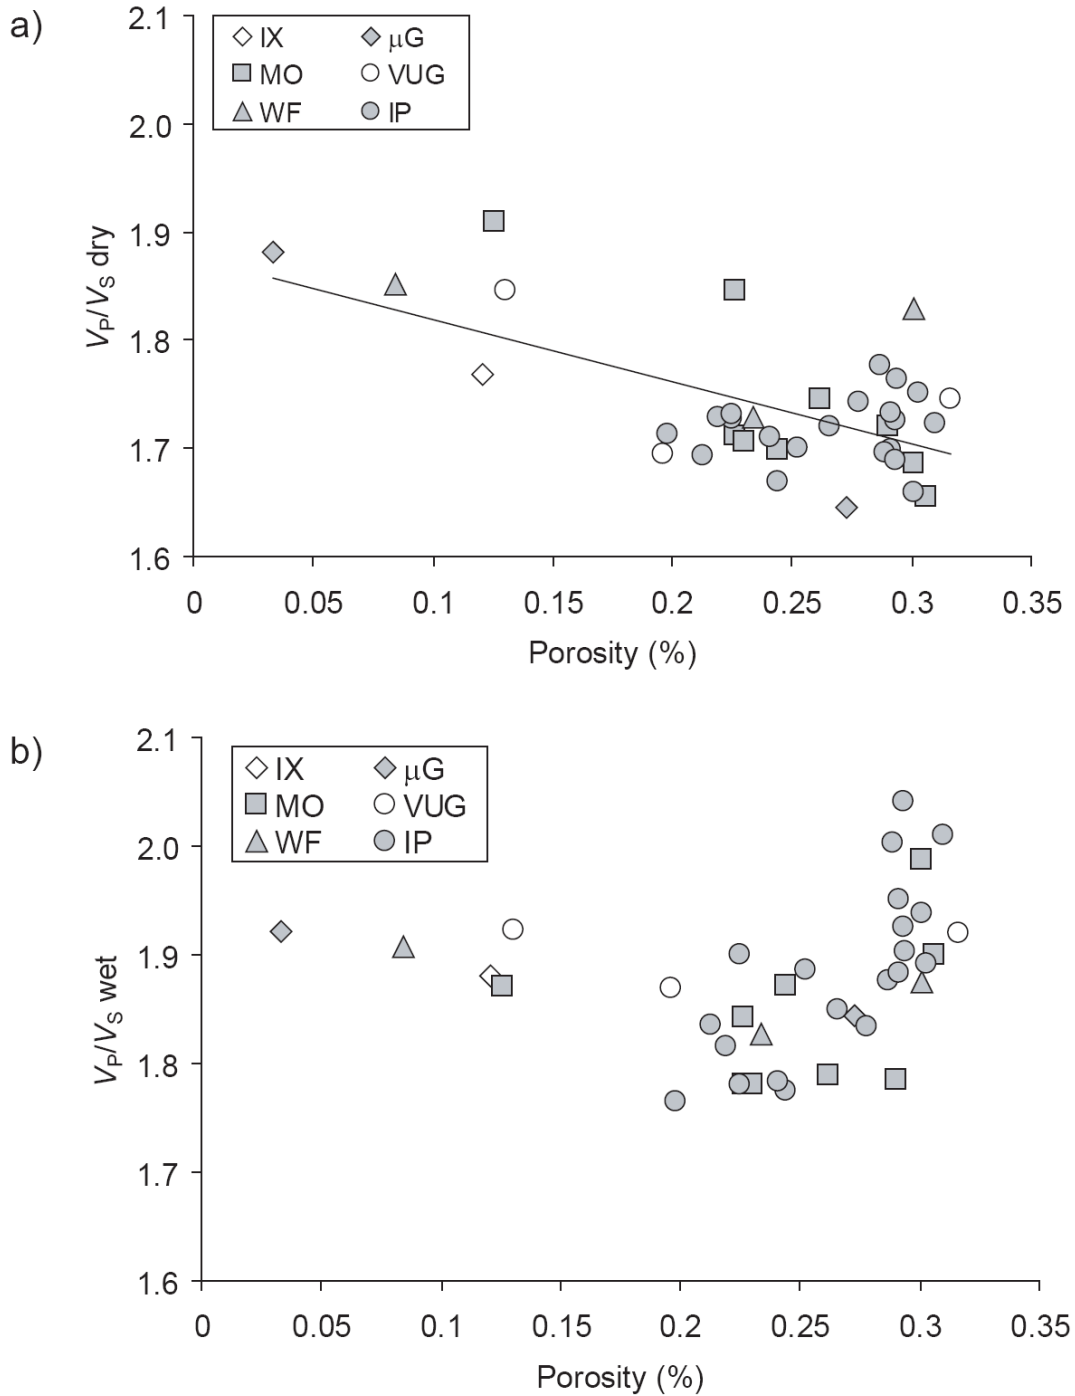 a)
2.1
IX μG
MO VUG
WF IP
2.0
1.9
1.8
1.7
1.6
VP/VS dry
0 0.05 0.1 0.15 0.2 0.25 0.3 0.35
Porosity (%)
b)
2.1
IX μG
MO VUG
WF IP
2.0
1.9
1.8
1.7
1.6
VP/VS wet
0 0.05 0.1 0.15 0.2 0.25 0.3 0.35
Porosity (%)